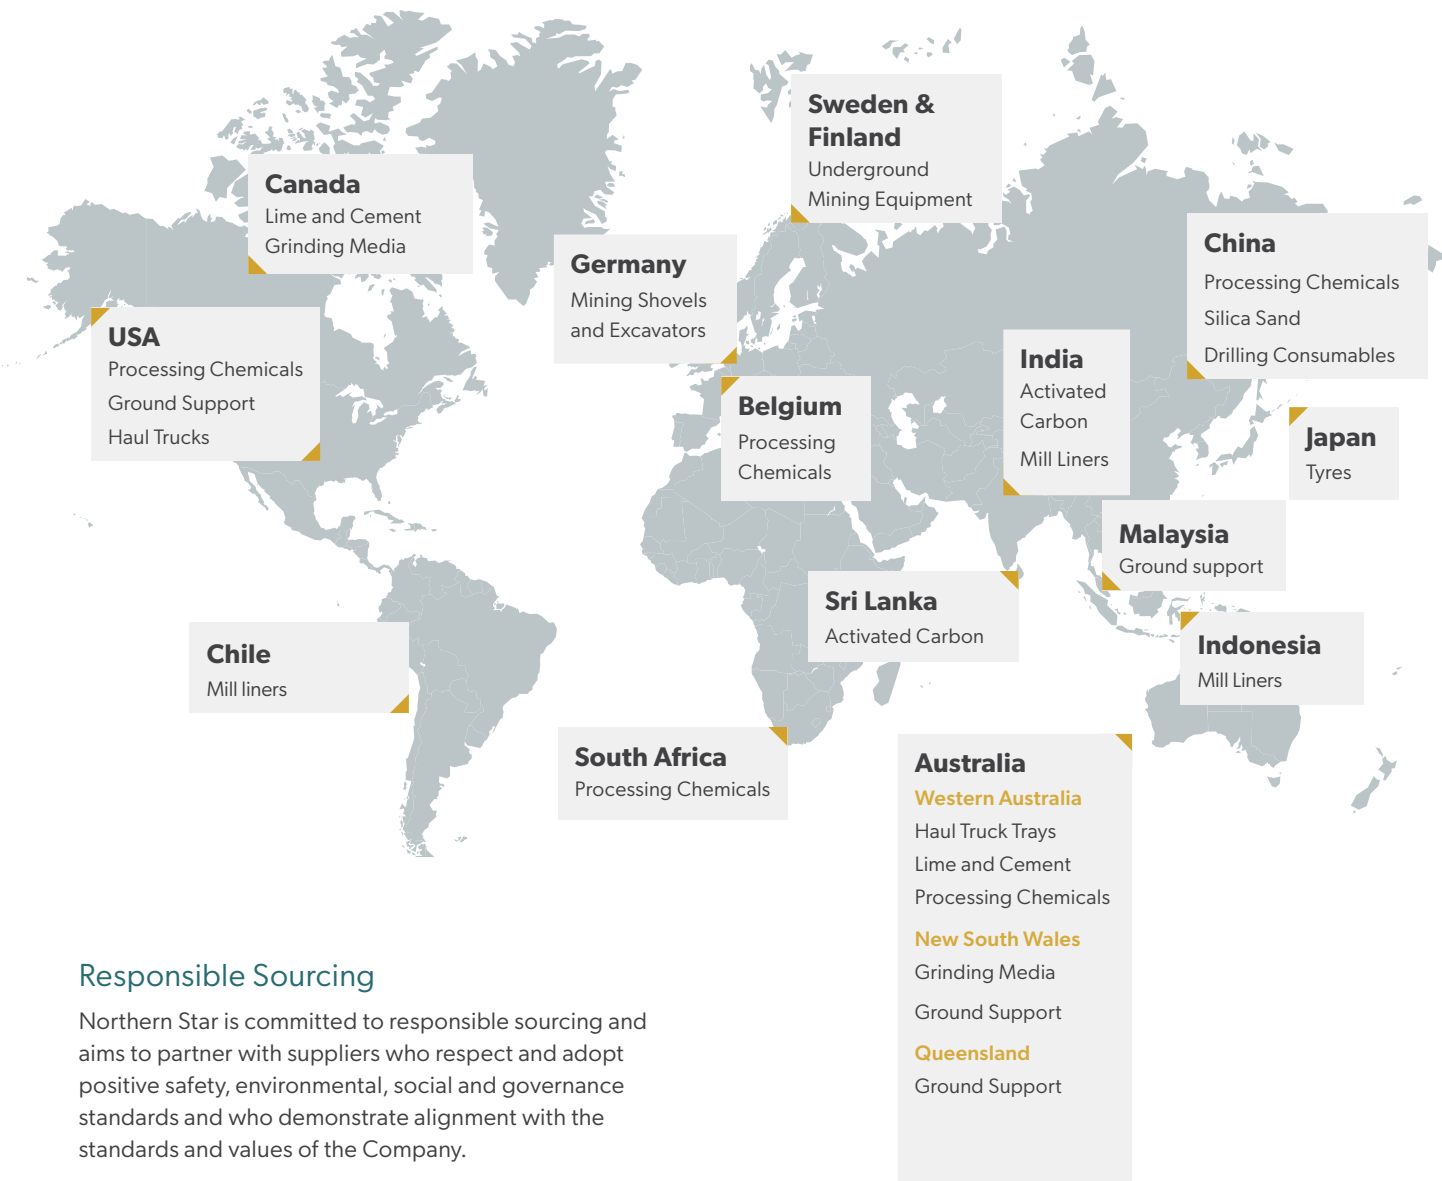 Sweden &
Finland
Underground
Mining Equipment
Canada
Lime and Cement
Grinding Media
China
Processing Chemicals
Silica Sand
Drilling Consumables
Germany
Mining Shovels
and Excavators
USA
Processing Chemicals
Ground Support
Haul Trucks
India
Activated
Carbon
Mill Liners
Belgium
Processing
Chemicals
Japan
Tyres
Malaysia
Ground support
Sri Lanka
Activated Carbon
Chile
Mill liners
Indonesia
Mill Liners
South Africa
Processing Chemicals
Australia
Western Australia
Haul Truck Trays
Lime and Cement
Processing Chemicals
New South Wales
Grinding Media
Ground Support
Queensland
Ground Support
Responsible Sourcing
Northern Star is committed to responsible sourcing and
aims to partner with suppliers who respect and adopt
positive safety, environmental, social and governance
standards and who demonstrate alignment with the
standards and values of the Company.